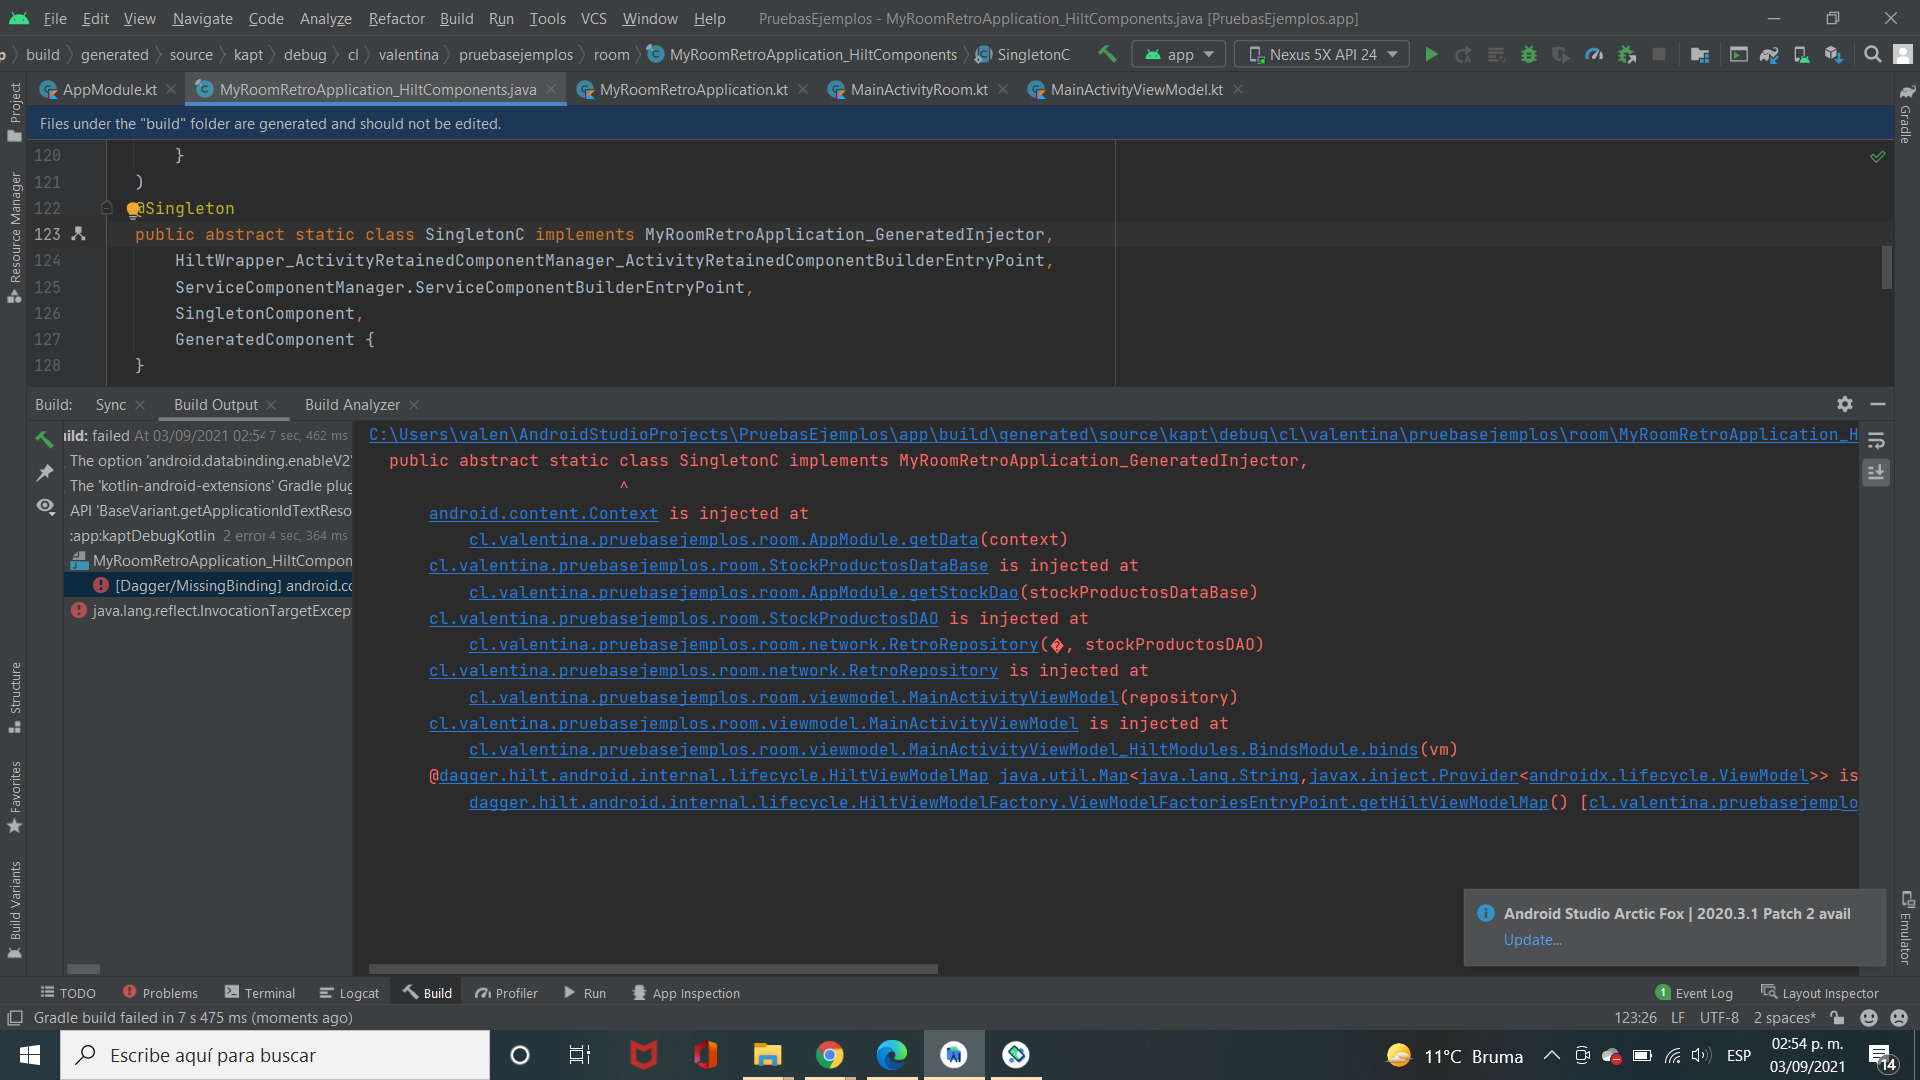 File Edit View Navigate Code Analyze Refactor Build Run Tools VCS Window Help PruebasEjemplos - MyRoomRetroApplication_HiltComponents.java [PruebasEjemplos.app]
p build generated source kapt debug cl valentina pruebasejemplos room MyRoomRetroApplication_HiltComponents SingletonC app Nexus 5X API 24
AppModule.kt MyRoomRetroApplication_HiltComponents.java MyRoomRetroApplication.kt MainActivityRoom.kt MainActivityViewModel.kt
Files under the "build" folder are generated and should not be edited.
120 }
121 )
122 @Singleton
123 public abstract static class SingletonC implements MyRoomRetroApplication_GeneratedInjector,
124 HiltWrapper_ActivityRetainedComponentManager_ActivityRetainedComponentBuilderEntryPoint,
125 ServiceComponentManager.ServiceComponentBuilderEntryPoint,
126 SingletonComponent,
127 GeneratedComponent {
128 }
Project
Resource Manager
Structure
Favorites
Build Variants
Gradle
Emulator
Build: Sync Build Output Build Analyzer
ild: failed At 03/09/2021 02:54 7 sec, 462 ms
The option 'android.databinding.enableV2'
The 'kotlin-android-extensions' Gradle plug
API 'BaseVariant.getApplicationIdTextReso
:app:kaptDebugKotlin 2 error 4 sec, 364 ms
MyRoomRetroApplication_HiltCompon
[Dagger/MissingBinding] android.co
java.lang.reflect.InvocationTargetExcept
C:\Users\valen\AndroidStudioProjects\PruebasEjemplos\app\build\generated\source\kapt\debug\cl\valentina\pruebasejemplos\room\MyRoomRetroApplication_H
public abstract static class SingletonC implements MyRoomRetroApplication_GeneratedInjector,
^
android.content.Context is injected at
cl.valentina.pruebasejemplos.room.AppModule.getData(context)
cl.valentina.pruebasejemplos.room.StockProductosDataBase is injected at
cl.valentina.pruebasejemplos.room.AppModule.getStockDao(stockProductosDataBase)
cl.valentina.pruebasejemplos.room.StockProductosDAO is injected at
cl.valentina.pruebasejemplos.room.network.RetroRepository(�, stockProductosDAO)
cl.valentina.pruebasejemplos.room.network.RetroRepository is injected at
cl.valentina.pruebasejemplos.room.viewmodel.MainActivityViewModel(repository)
cl.valentina.pruebasejemplos.room.viewmodel.MainActivityViewModel is injected at
cl.valentina.pruebasejemplos.room.viewmodel.MainActivityViewModel_HiltModules.BindsModule.binds(vm)
@dagger.hilt.android.internal.lifecycle.HiltViewModelMap java.util.Map<java.lang.String,javax.inject.Provider<androidx.lifecycle.ViewModel>> is
dagger.hilt.android.internal.lifecycle.HiltViewModelFactory.ViewModelFactoriesEntryPoint.getHiltViewModelMap() [cl.valentina.pruebasejemplo
Android Studio Arctic Fox | 2020.3.1 Patch 2 avail
Update...
TODO Problems Terminal Logcat Build Profiler Run App Inspection 1 Event Log Layout Inspector
Gradle build failed in 7 s 475 ms (moments ago) 123:26 LF UTF-8 2 spaces*
Escribe aquí para buscar 11°C Bruma ESP 02:54 p. m.
03/09/2021 14